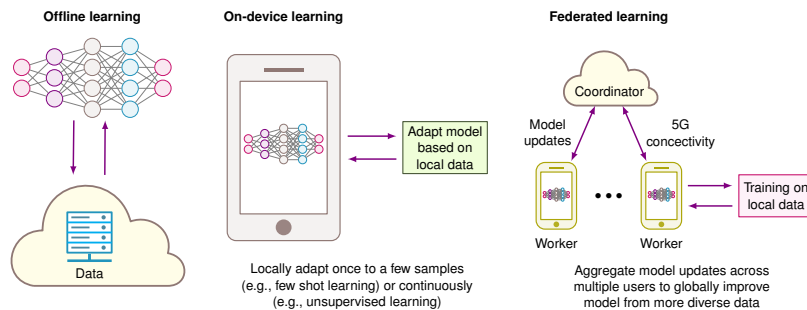 Offline learning
Data
On-device learning
Adapt model
based on
local data
Locally adapt once to a few samples
(e.g., few shot learning) or continuously
(e.g., unsupervised learning)
Federated learning
Coordinator
Model
updates
5G
concectivity
Worker
Worker
Training on
local data
Aggregate model updates across
multiple users to globally improve
model from more diverse data